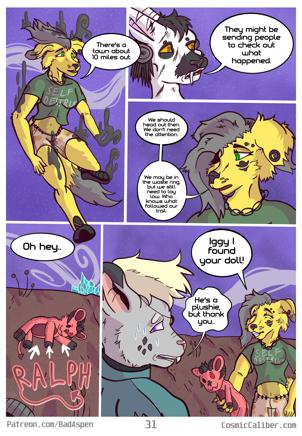 There's a
town about
10 miles out.
They might be
sending people
to check out
what
happened.
SELF
We should
head out then.
We don't need
the attention.
We may be in
the waste ring,
but we still
need to lay
low. Who
knows what
followed our
trail.
Oh hey..
RALPH
Iggy I
found
your doll!
He's a
plushie,
but thank
you..
SELF
Patreon.com/BadAspen
31
CosmicCaliber.com